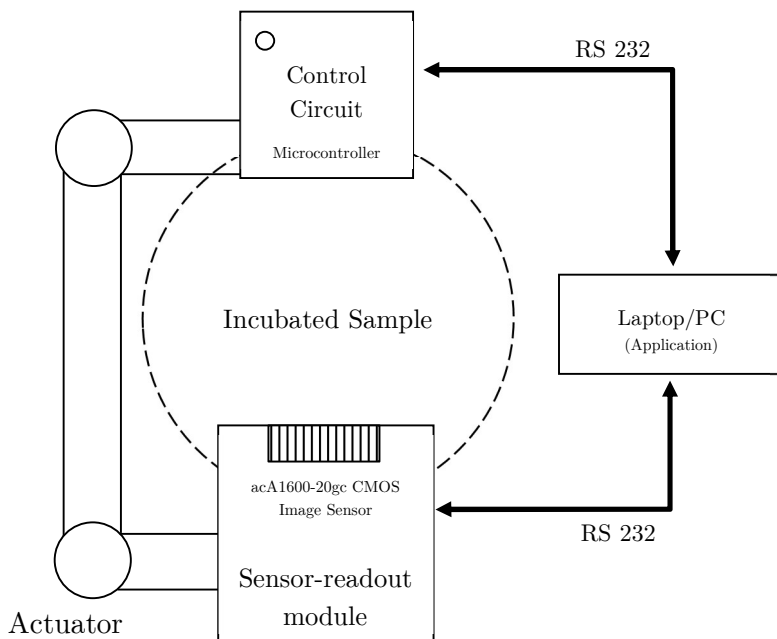 RS 232
Control
Circuit
Microcontroller
Incubated Sample
Laptop/PC
(Application)
acA1600-20gc CMOS
Image Sensor
RS 232
Sensor-readout
module
Actuator